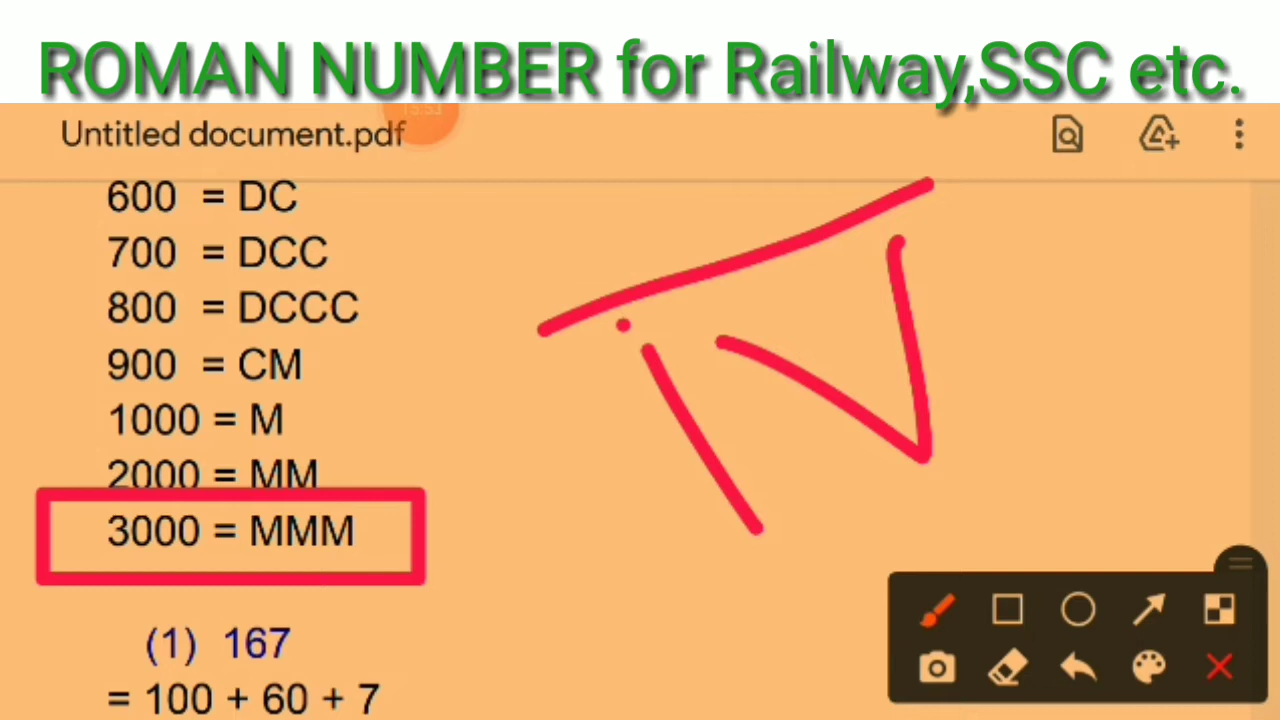 ROMAN NUMBER for Railway,SSC etc.
Untitled document.pdf
600 = DC
700 = DCC
800 = DCCC
900 = CM
1000 = M
2000 = MM
3000 = MMM
IV
(1) 167
= 100 + 60 + 7